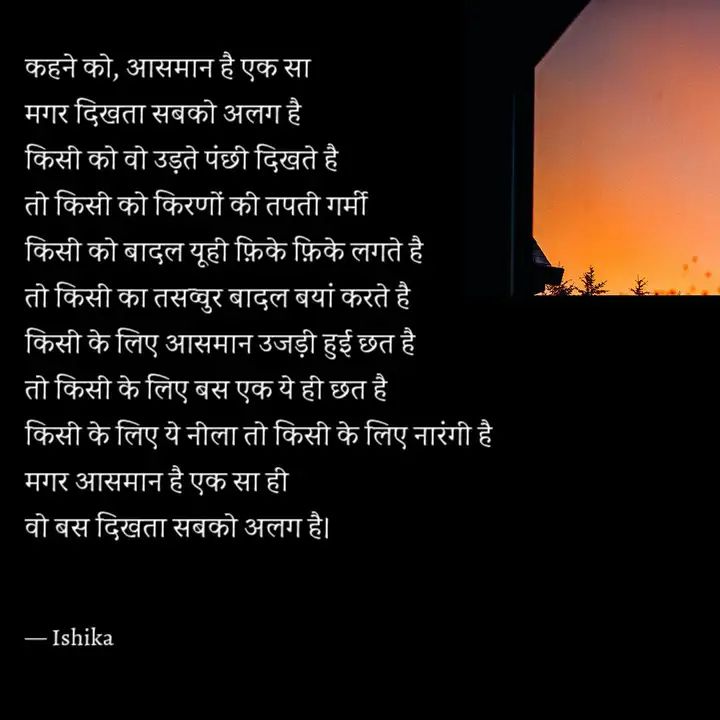 कहने को, आसमान है एक सा
मगर दिखता सबको अलग है
किसी को वो उड़ते पंछी दिखते है
तो किसी को किरणों की तपती गर्मी
किसी को बादल यूही फ़िके फ़िके लगते है
तो किसी का तसव्वुर बादल बयां करते है
किसी के लिए आसमान उजड़ी हुई छत है
तो किसी के लिए बस एक ये ही छत है
किसी के लिए ये नीला तो किसी के लिए नारंगी है
मगर आसमान है एक सा ही
वो बस दिखता सबको अलग है।
— Ishika